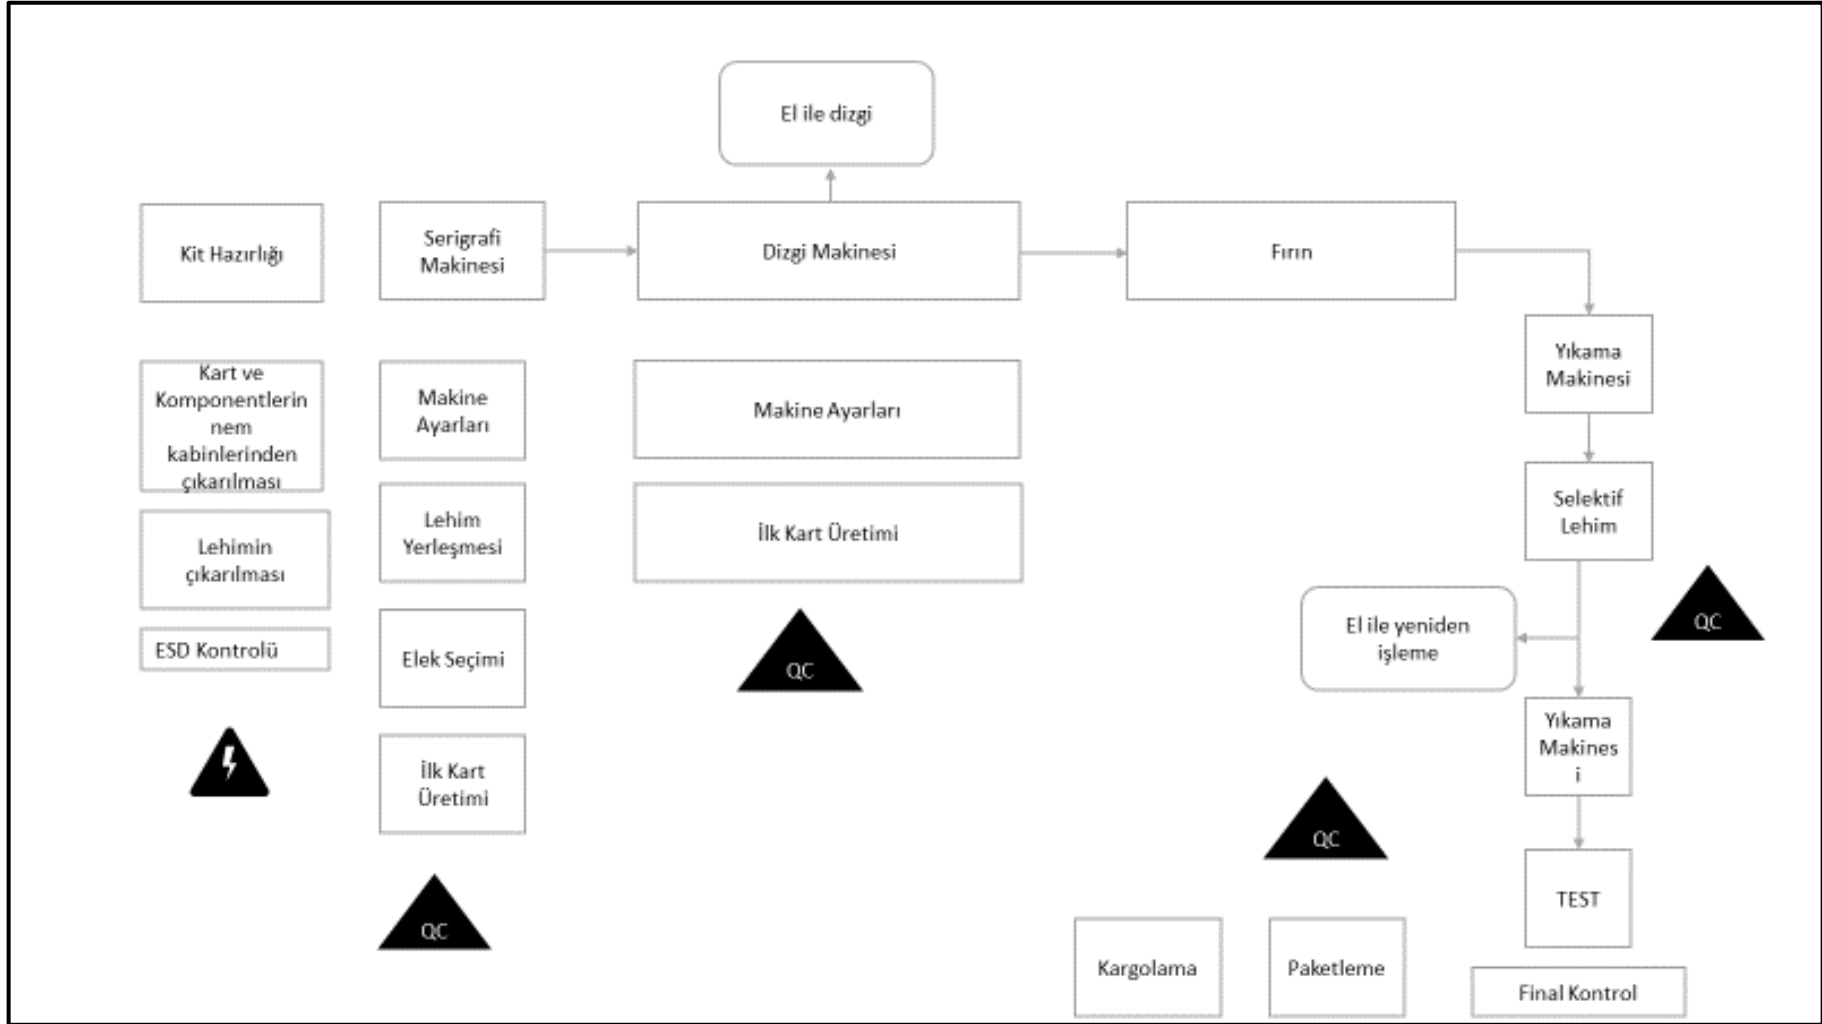 El ile dizgi
Kit Hazırlığı
Serigrafi
Makinesi
Dizgi Makinesi
Fırın
Yıkama
Makinesi
Kart ve
Komponentlerin
nem
kabinlerinden
çıkarılması
Makine
Ayarları
Makine Ayarları
Selektif
Lehim
Lehimin
çıkarılması
Lehim
Yerleşmesi
İlk Kart Üretimi
ESD Kontrolü
Elek Seçimi
QC
El ile yeniden
işleme
QC
Yıkama
Makines
i
İlk Kart
Üretimi
QC
QC
TEST
Kargolama
Paketleme
Final Kontrol